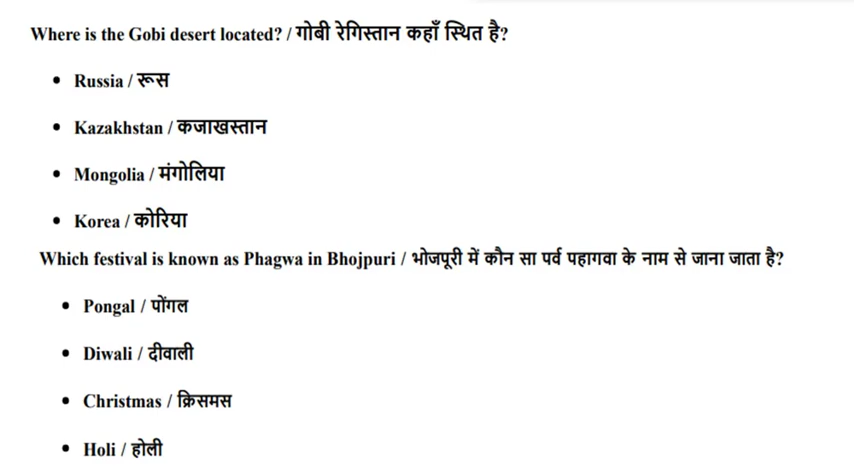 Where is the Gobi desert located? / गोबी रेगिस्तान कहाँ स्थित है?
• Russia / रूस
• Kazakhstan / कजाखस्तान
• Mongolia / मंगोलिया
• Korea / कोरिया
Which festival is known as Phagwa in Bhojpuri / भोजपूरी में कौन सा पर्व पहागवा के नाम से जाना जाता है?
• Pongal / पोंगल
• Diwali / दीवाली
• Christmas / क्रिसमस
• Holi / होली